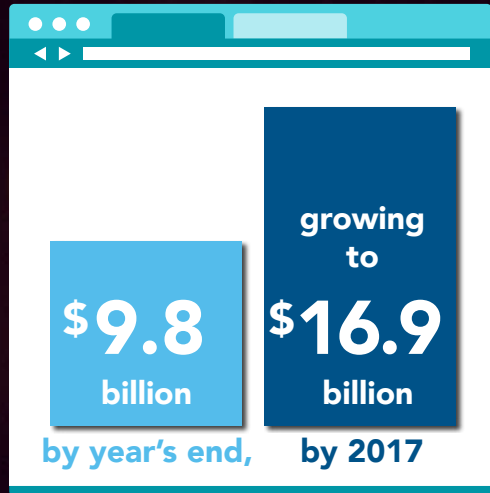 $9.8
billion
by year's end,
growing
to
$16.9
billion
by 2017